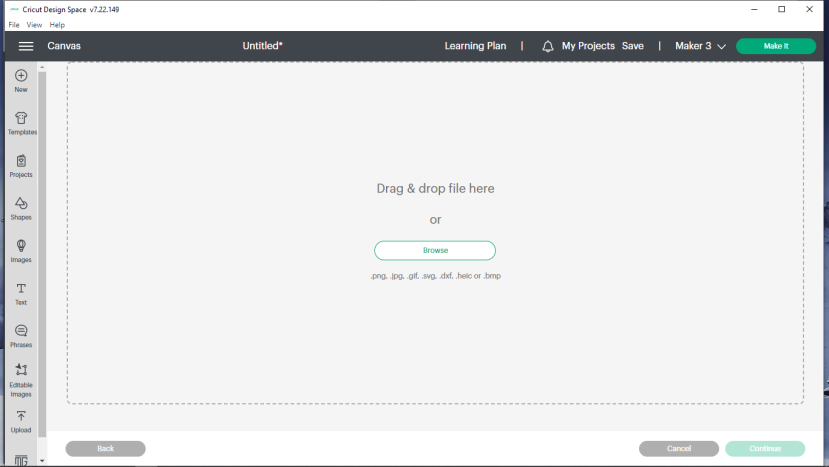 Cricut Design Space v7.22.149
File View Help
Canvas Untitled* Learning Plan | My Projects Save | Maker 3 Make It
New
Templates
Projects
Shapes
Images
Text
Phrases
Editable
Images
Upload
Drag & drop file here
or
Browse
.png, .jpg, .gif, .svg, .dxf, .heic or .bmp
Back Cancel Continue